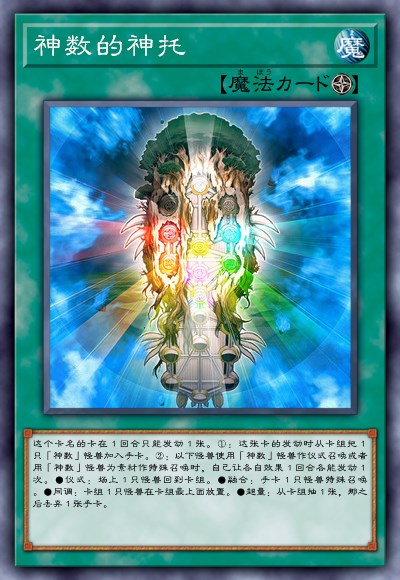 神数的神托
魔
【魔法カード】
まほう
这个卡名的卡在1回合只能发动1张。①：这张卡的发动时从卡组把1
只「神数」怪兽加入手卡。②：以下怪兽使用「神数」怪兽作仪式召唤或者
用「神数」怪兽为素材作特殊召唤时，自己让各自效果1回合各能发动1
次。●仪式：场上1只怪兽回到卡组。●融合：手卡1只怪兽特殊召
唤。●同调：卡组1只怪兽在卡组最上面放置。●超量：从卡组抽1张，那之
后丢弃1张手卡。